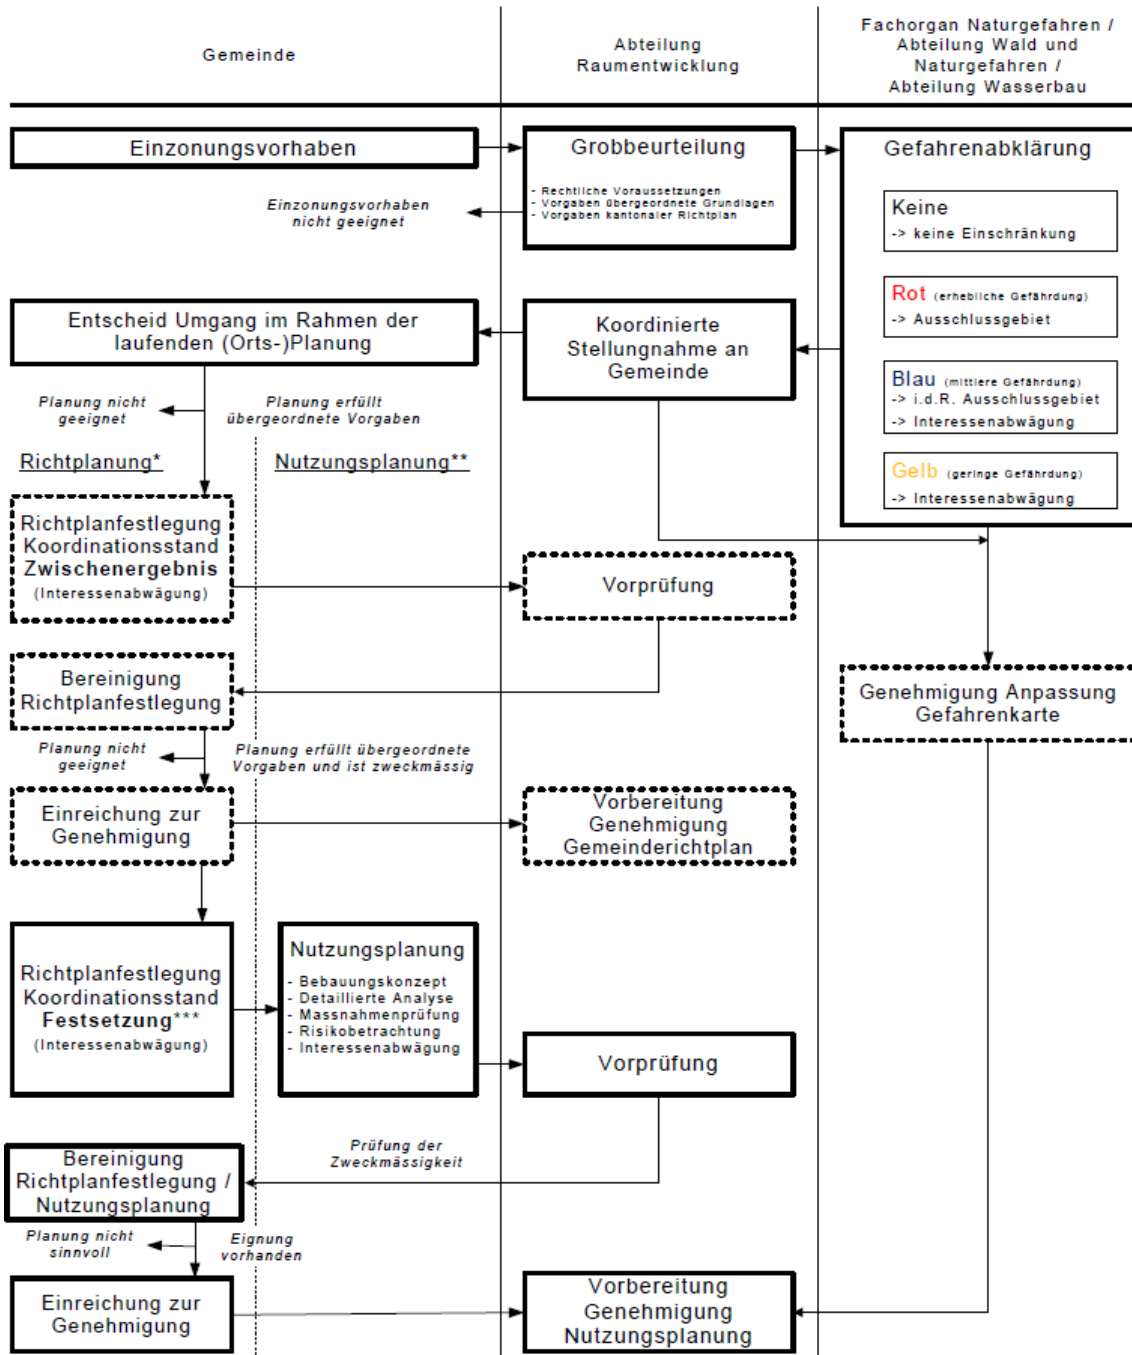 Gemeinde
Abteilung
Raumentwicklung
Fachorgan Naturgefahren /
Abteilung Wald und
Naturgefahren /
Abteilung Wasserbau
Einzonungsvorhaben
Grobbeurteilung
- Rechtliche Voraussetzungen
- Vorgaben übergeordnete Grundlagen
- Vorgaben kantonaler Richtplan
Einzonungsvorhaben
nicht geeignet
Gefahrenabklärung
Keine
-> keine Einschränkung
Rot (erhebliche Gefährdung)
-> Ausschlussgebiet
Blau (mittlere Gefährdung)
-> i.d.R. Ausschlussgebiet
-> Interessenabwägung
Gelb (geringe Gefährdung)
-> Interessenabwägung
Entscheid Umgang im Rahmen der
laufenden (Orts-)Planung
Koordinierte
Stellungnahme an
Gemeinde
Planung nicht
geeignet
Planung erfüllt
übergeordnete Vorgaben
Richtplanung*
Nutzungsplanung**
Richtplanfestlegung
Koordinationsstand
Zwischenergebnis
(Interessenabwägung)
Vorprüfung
Bereinigung
Richtplanfestlegung
Genehmigung Anpassung
Gefahrenkarte
Planung nicht
geeignet
Planung erfüllt übergeordnete
Vorgaben und ist zweckmässig
Einreichung zur
Genehmigung
Vorbereitung
Genehmigung
Gemeinderichtplan
Richtplanfestlegung
Koordinationsstand
Festsetzung***
(Interessenabwägung)
Nutzungsplanung
- Bebauungskonzept
- Detaillierte Analyse
- Massnahmenprüfung
- Risikobetrachtung
- Interessenabwägung
Vorprüfung
Prüfung der
Zweckmässigkeit
Bereinigung
Richtplanfestlegung /
Nutzungsplanung
Planung nicht
sinnvoll
Eignung
vorhanden
Einreichung zur
Genehmigung
Vorbereitung
Genehmigung
Nutzungsplanung